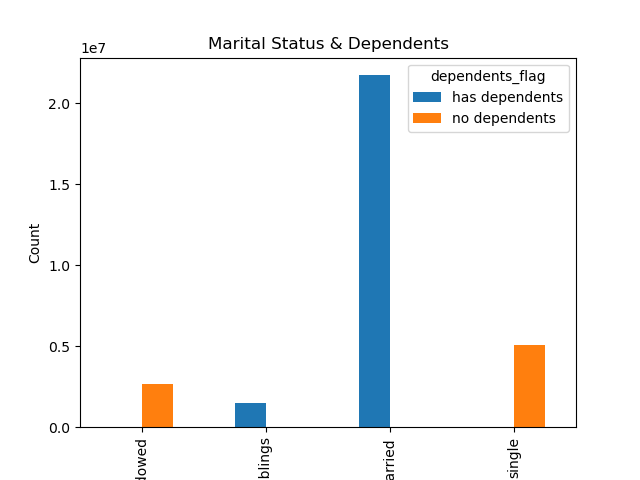 Marital Status & Dependents
1e7
dependents_flag
has dependents
no dependents
2.0
1.5
1.0
0.5
0.0
Count
dowed
blings
arried
single